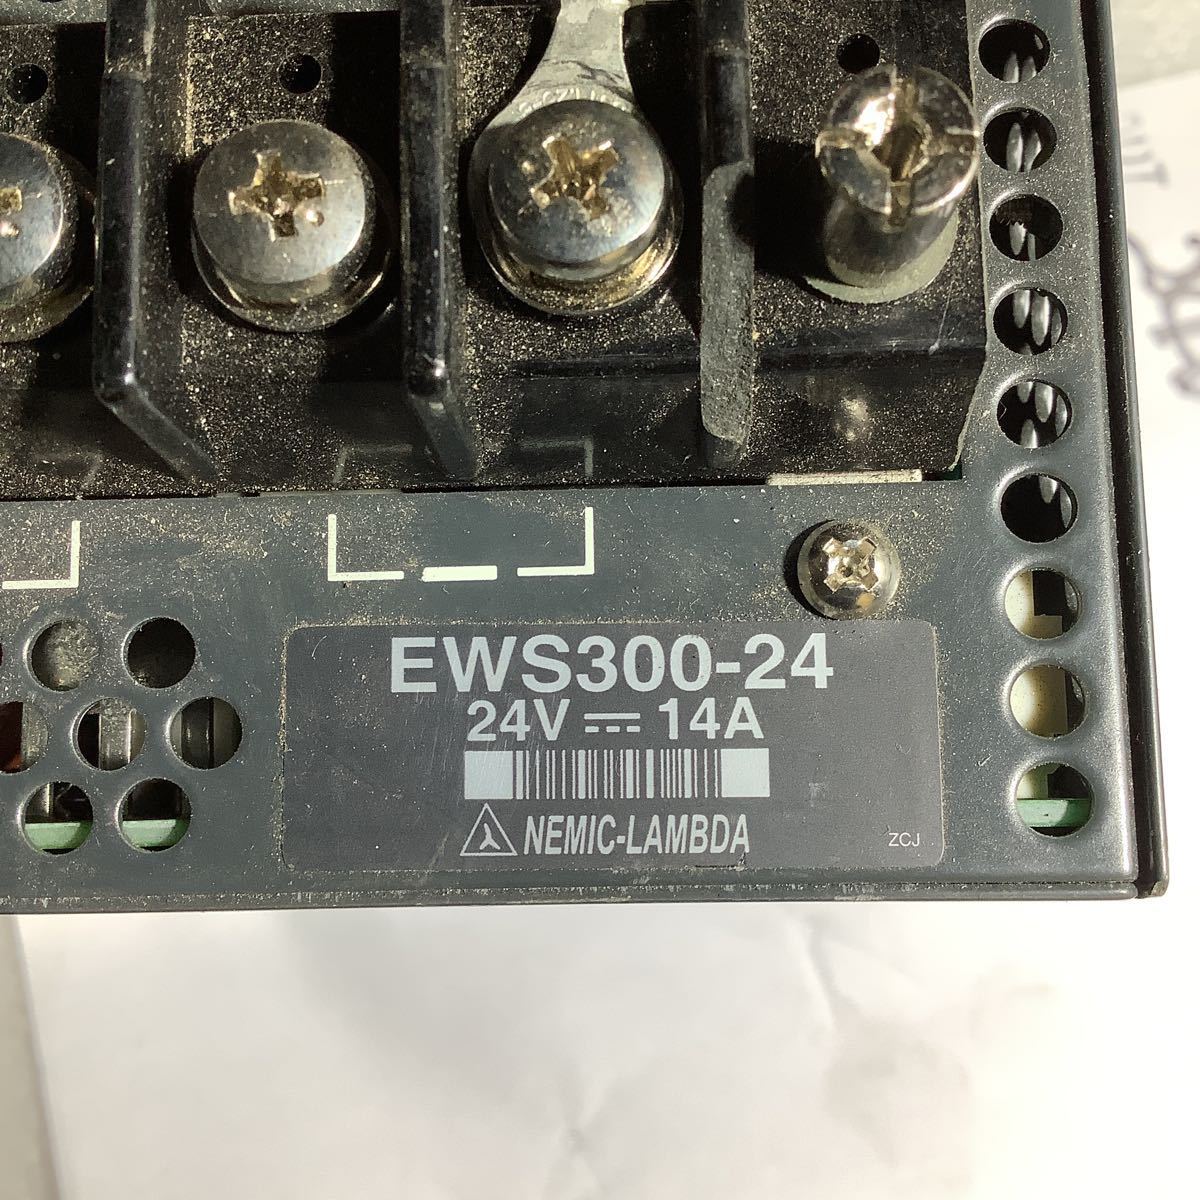 EWS300-24
24V ⎓ 14A
NEMIC-LAMBDA
ZCJ